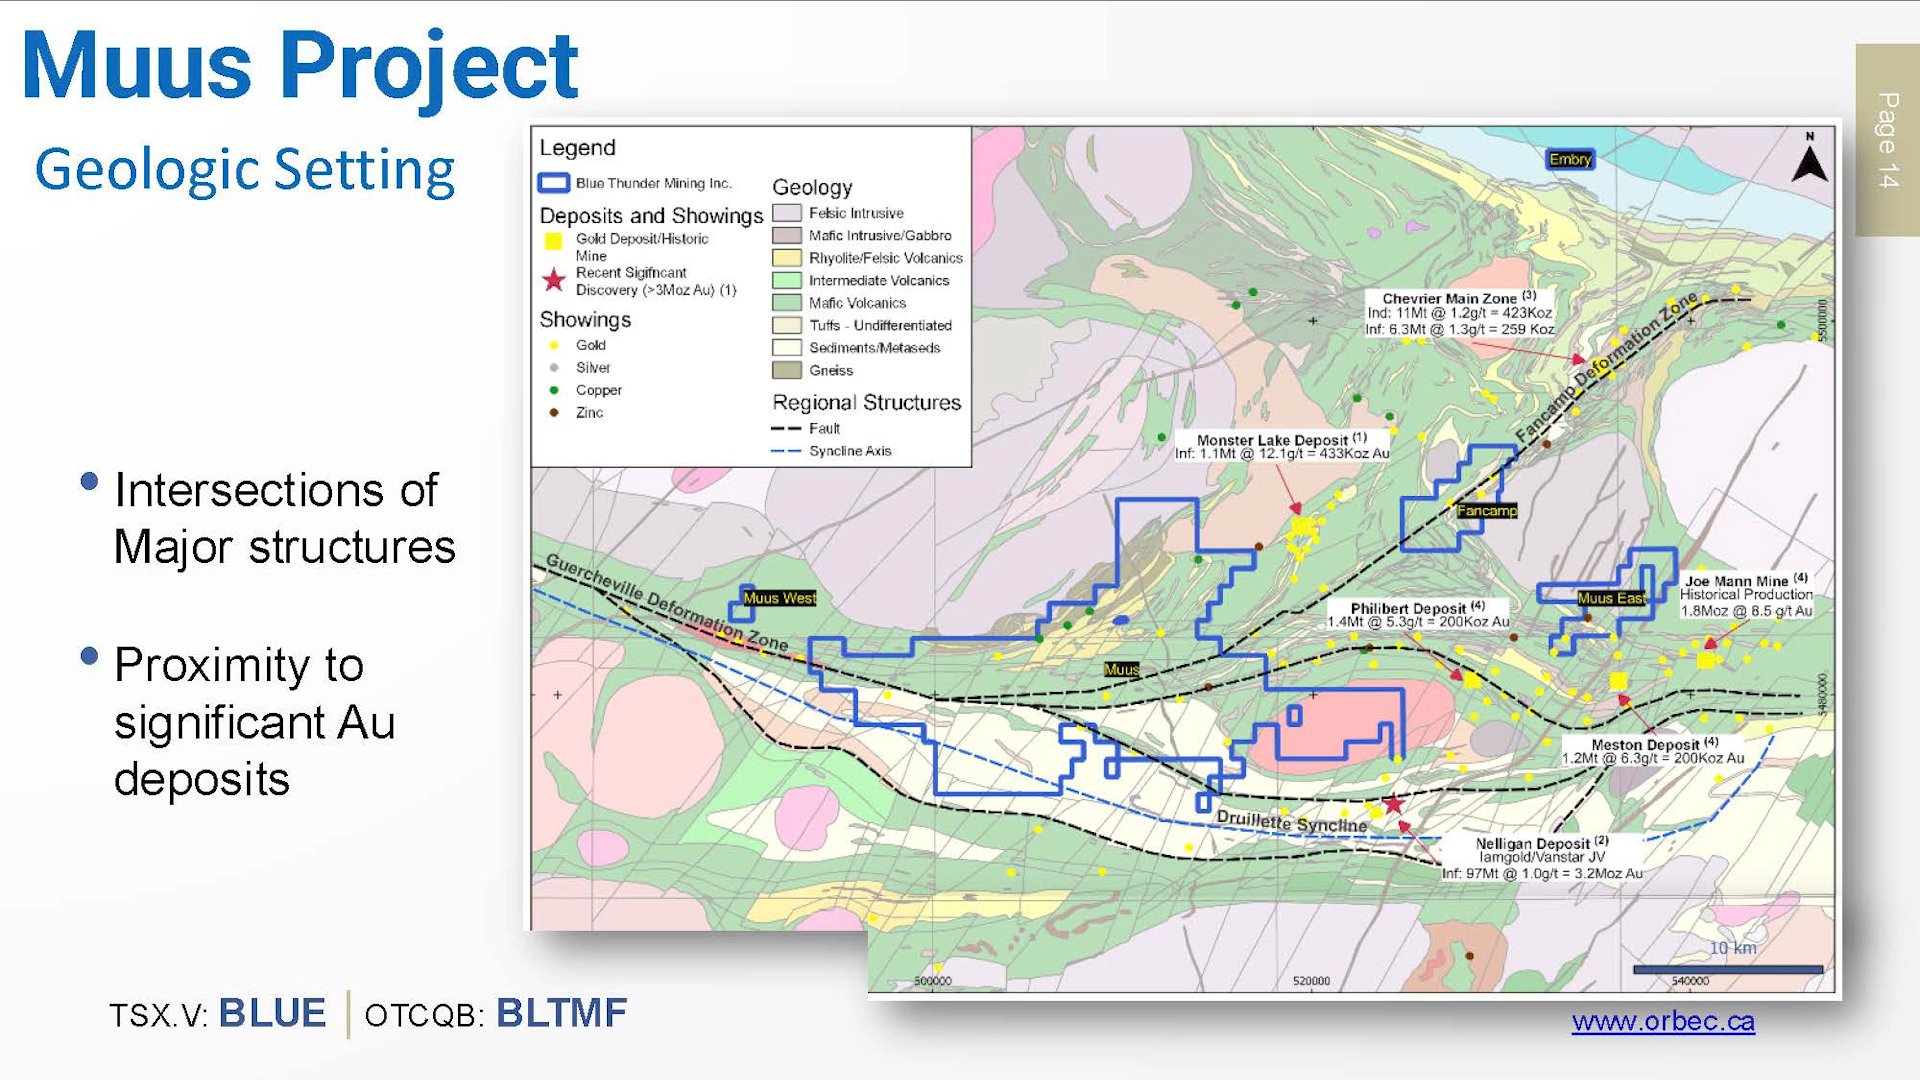 Muus Project
Geologic Setting
Page 14
• Intersections of
Major structures
• Proximity to
significant Au
deposits
Legend
Blue Thunder Mining Inc.
Deposits and Showings
Gold Deposit/Historic
Mine
Recent Sigifncant
Discovery (>3Moz Au) (1)
Showings
Gold
Silver
Copper
Zinc
Geology
Felsic Intrusive
Mafic Intrusive/Gabbro
Rhyolite/Felsic Volcanics
Intermediate Volcanics
Mafic Volcanics
Tuffs - Undifferentiated
Sediments/Metaseds
Gneiss
Regional Structures
Fault
Syncline Axis
Embry
N
Chevrier Main Zone (3)
Ind: 11Mt @ 1.2g/t = 423Koz
Inf: 6.3Mt @ 1.3g/t = 259 Koz
Fancamp Deformation Zone
5500000
Monster Lake Deposit (1)
Inf: 1.1Mt @ 12.1g/t = 433Koz Au
Fancamp
Guercheville Deformation Zone
Muus West
Muus East
Joe Mann Mine (4)
Historical Production
1.8Moz @ 8.5 g/t Au
Philibert Deposit (4)
1.4Mt @ 5.3g/t = 200Koz Au
Muus
5480000
Meston Deposit (4)
1.2Mt @ 6.3g/t = 200Koz Au
Druillette Syncline
Nelligan Deposit (2)
Iamgold/Vanstar JV
Inf: 97Mt @ 1.0g/t = 3.2Moz Au
10 km
500000
520000
540000
TSX.V: BLUE | OTCQB: BLTMF
www.orbec.ca